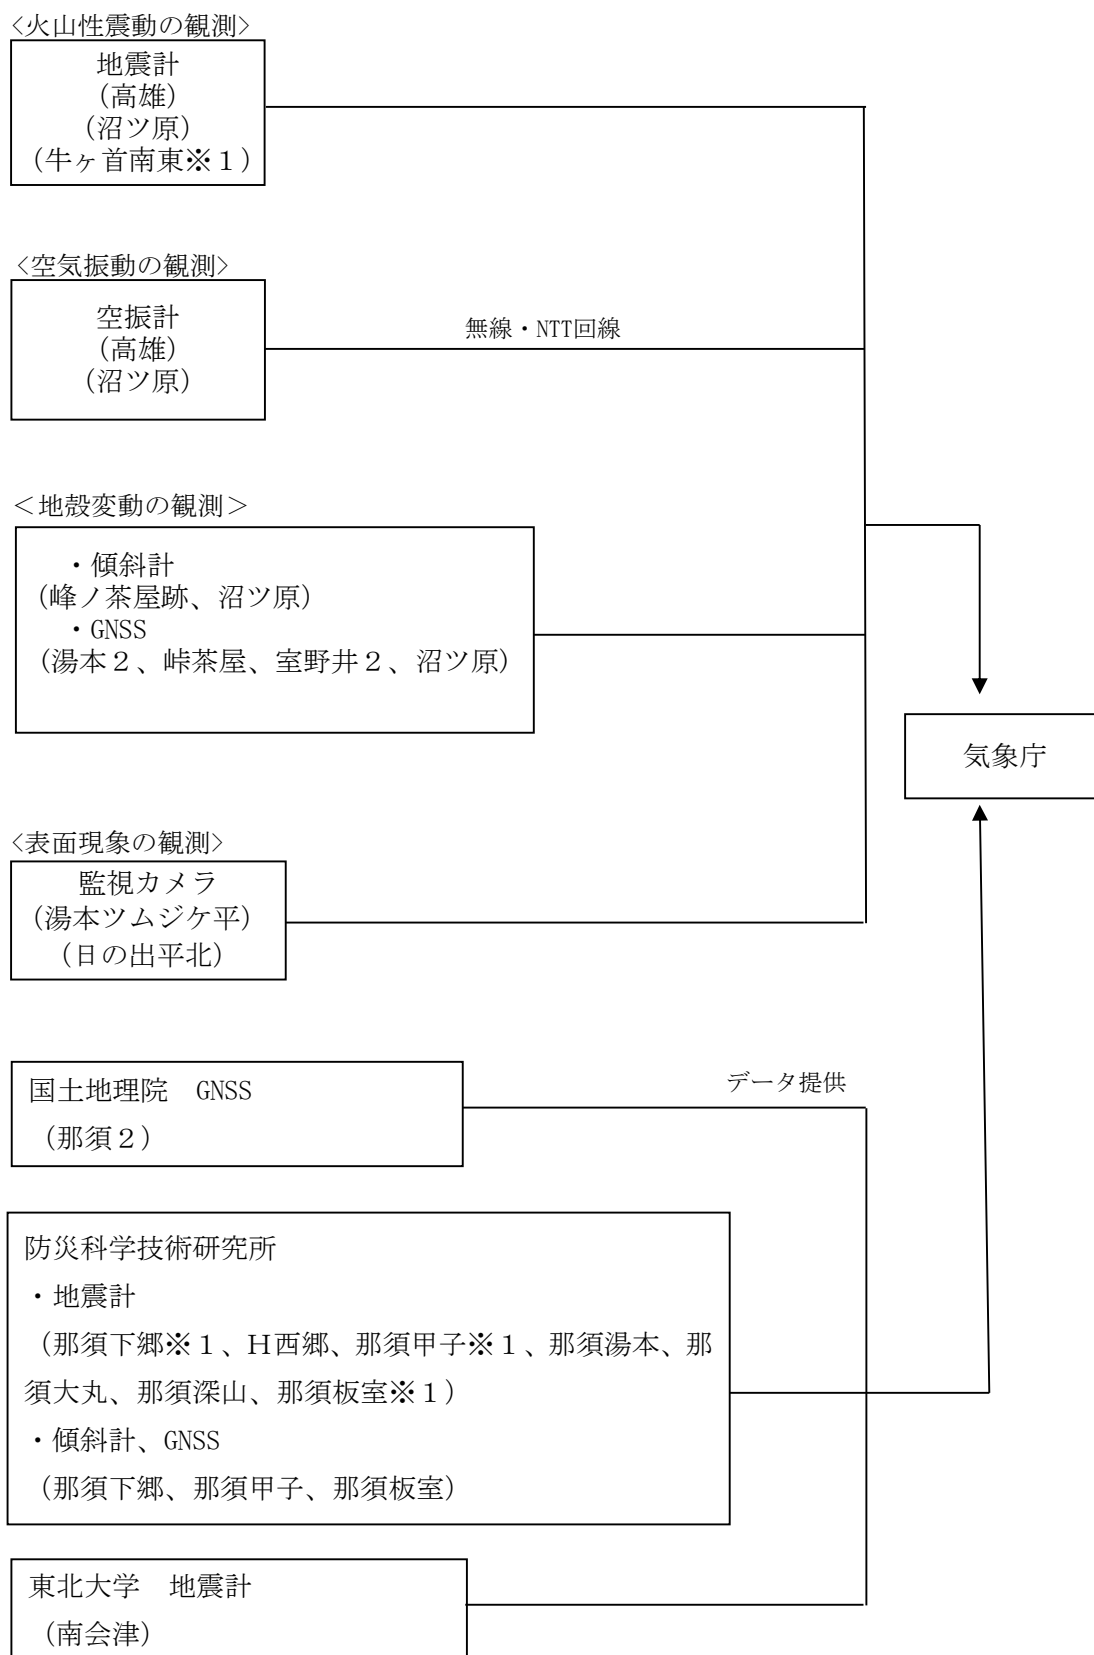 <火山性震動の観測>
地震計
(高雄)
(沼ツ原)
(牛ヶ首南東※１)
<空気振動の観測>
空振計
(高雄)
(沼ツ原)
無線・NTT回線
＜地殻変動の観測＞
・傾斜計
(峰ノ茶屋跡、沼ツ原)
・GNSS
(湯本２、峠茶屋、室野井２、沼ツ原)
気象庁
<表面現象の観測>
監視カメラ
(湯本ツムジケ平)
(日の出平北)
国土地理院　GNSS
（那須２）
データ提供
防災科学技術研究所
・地震計
（那須下郷※１、Ｈ西郷、那須甲子※１、那須湯本、那
須大丸、那須深山、那須板室※１）
・傾斜計、GNSS
（那須下郷、那須甲子、那須板室）
東北大学　地震計
（南会津）